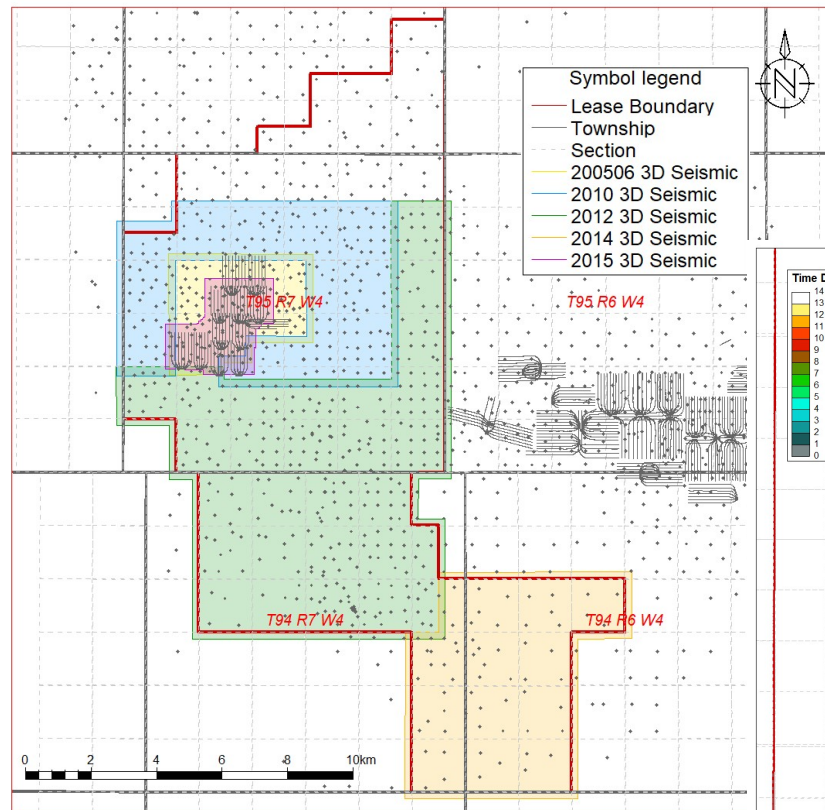 N
Symbol legend
Lease Boundary
Township
Section
200506 3D Seismic
2010 3D Seismic
2012 3D Seismic
2014 3D Seismic
2015 3D Seismic
Time D
14
13
12
11
10
9
8
7
6
5
4
3
2
1
0
T95 R7 W4
T95 R6 W4
T94 R7 W4
T94 R6 W4
0 2 4 6 8 10km